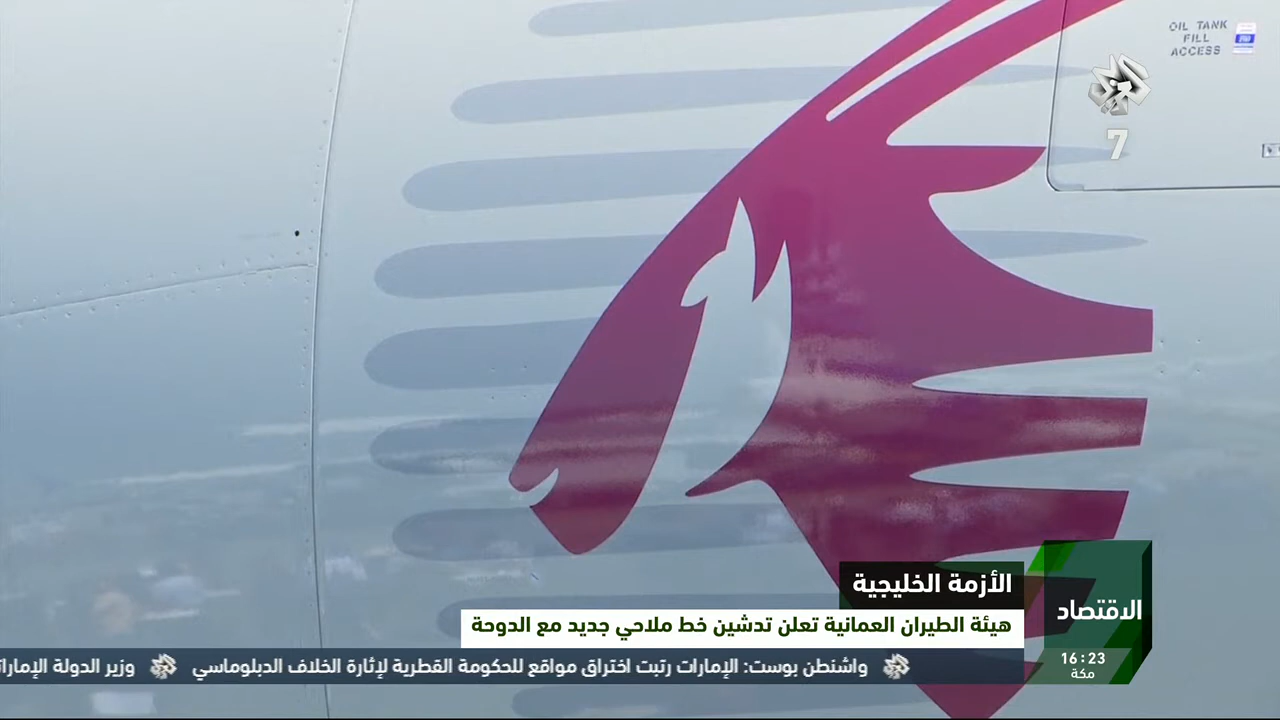 OIL TANK
FILL
ACCESS
7
الأزمة الخليجية
هيئة الطيران العمانية تعلن تدشين خط ملاحي جديد مع الدوحة
الاقتصاد
16:23
مكة
واشنطن بوست: الإمارات رتبت اختراق مواقع للحكومة القطرية لإثارة الخلاف الدبلوماسي وزير الدولة